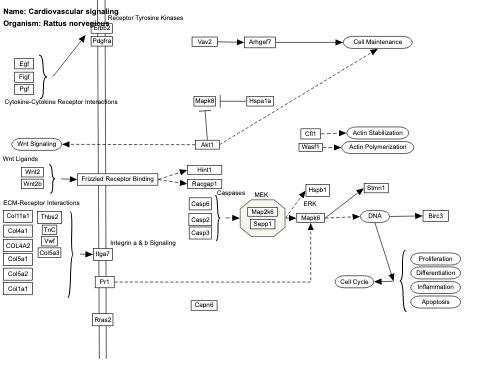 Name: Cardiovascular signaling
Organism: Rattus norvegicus
Receptor Tyrosine Kinases
Erbb2
Pdgfra
Vav2
Arhgef7
Cell Maintenance
Egf
Figf
Pgf
Cytokine-Cytokine Receptor Interactions
Mapk8
Hspa1a
Cfl1
Actin Stabilization
Wnt Signaling
Akt1
Wasf1
Actin Polymerization
Wnt Ligands
Wnt2
Wnt2b
Frizzled Receptor Binding
Hint1
Racgap1
Caspases
MEK
Hspb1
Stmn1
ECM-Receptor Interactions
Casp6
Casp2
Casp3
Map2k6
Sepp1
ERK
Mapk6
DNA
Birc3
Col11a1
Col4a1
COL4A2
Col5a1
Col5a2
Col1a1
Thbs2
TnC
Vwf
Col5a3
Integrin a & b Signaling
Itga7
Pr1
Cell Cycle
Proliferation
Differentiation
Inflammation
Apoptosis
Capn6
Rras2